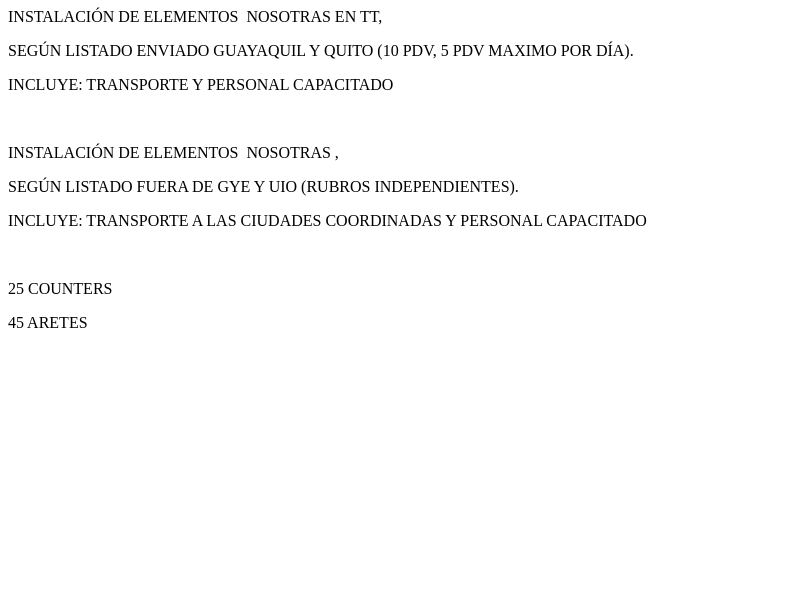 INSTALACIÓN DE ELEMENTOS  NOSOTRAS EN TT,
SEGÚN LISTADO ENVIADO GUAYAQUIL Y QUITO (10 PDV, 5 PDV MAXIMO POR DÍA).
INCLUYE: TRANSPORTE Y PERSONAL CAPACITADO
INSTALACIÓN DE ELEMENTOS  NOSOTRAS ,
SEGÚN LISTADO FUERA DE GYE Y UIO (RUBROS INDEPENDIENTES).
INCLUYE: TRANSPORTE A LAS CIUDADES COORDINADAS Y PERSONAL CAPACITADO
25 COUNTERS
45 ARETES